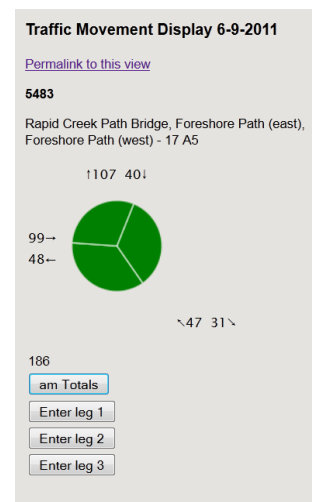 Traffic Movement Display 6-9-2011
Permalink to this view
5483
Rapid Creek Path Bridge, Foreshore Path (east),
Foreshore Path (west) - 17 A5
↑107 40↓
99→
48←
↖47 31↘
186
am Totals
Enter leg 1
Enter leg 2
Enter leg 3